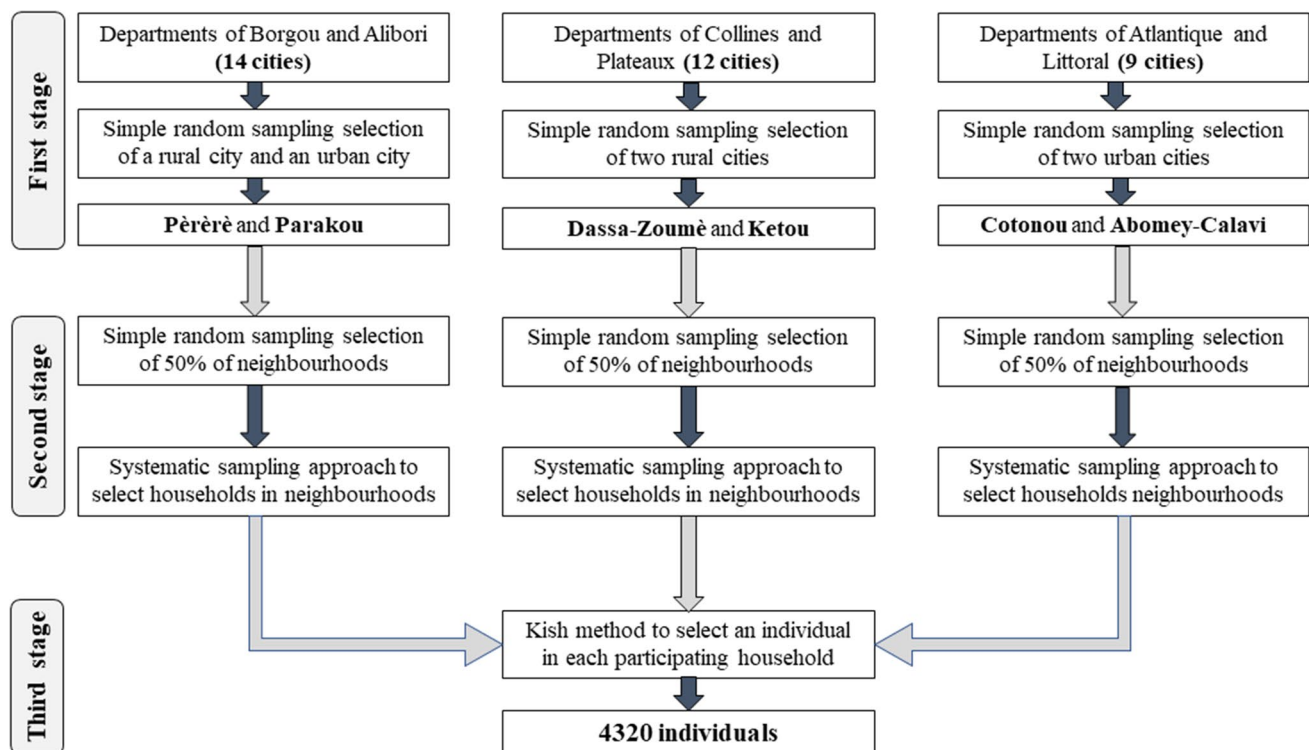 First stage
Departments of Borgou and Alibori
(14 cities)
Departments of Collines and
Plateaux (12 cities)
Departments of Atlantique and
Littoral (9 cities)
Simple random sampling selection
of a rural city and an urban city
Simple random sampling selection
of two rural cities
Simple random sampling selection
of two urban cities
Pèrèrè and Parakou
Dassa-Zoumè and Ketou
Cotonou and Abomey-Calavi
Second stage
Simple random sampling selection
of 50% of neighbourhoods
Simple random sampling selection
of 50% of neighbourhoods
Simple random sampling selection
of 50% of neighbourhoods
Systematic sampling approach to
select households in neighbourhoods
Systematic sampling approach to
select households in neighbourhoods
Systematic sampling approach to
select households neighbourhoods
Third stage
Kish method to select an individual
in each participating household
4320 individuals